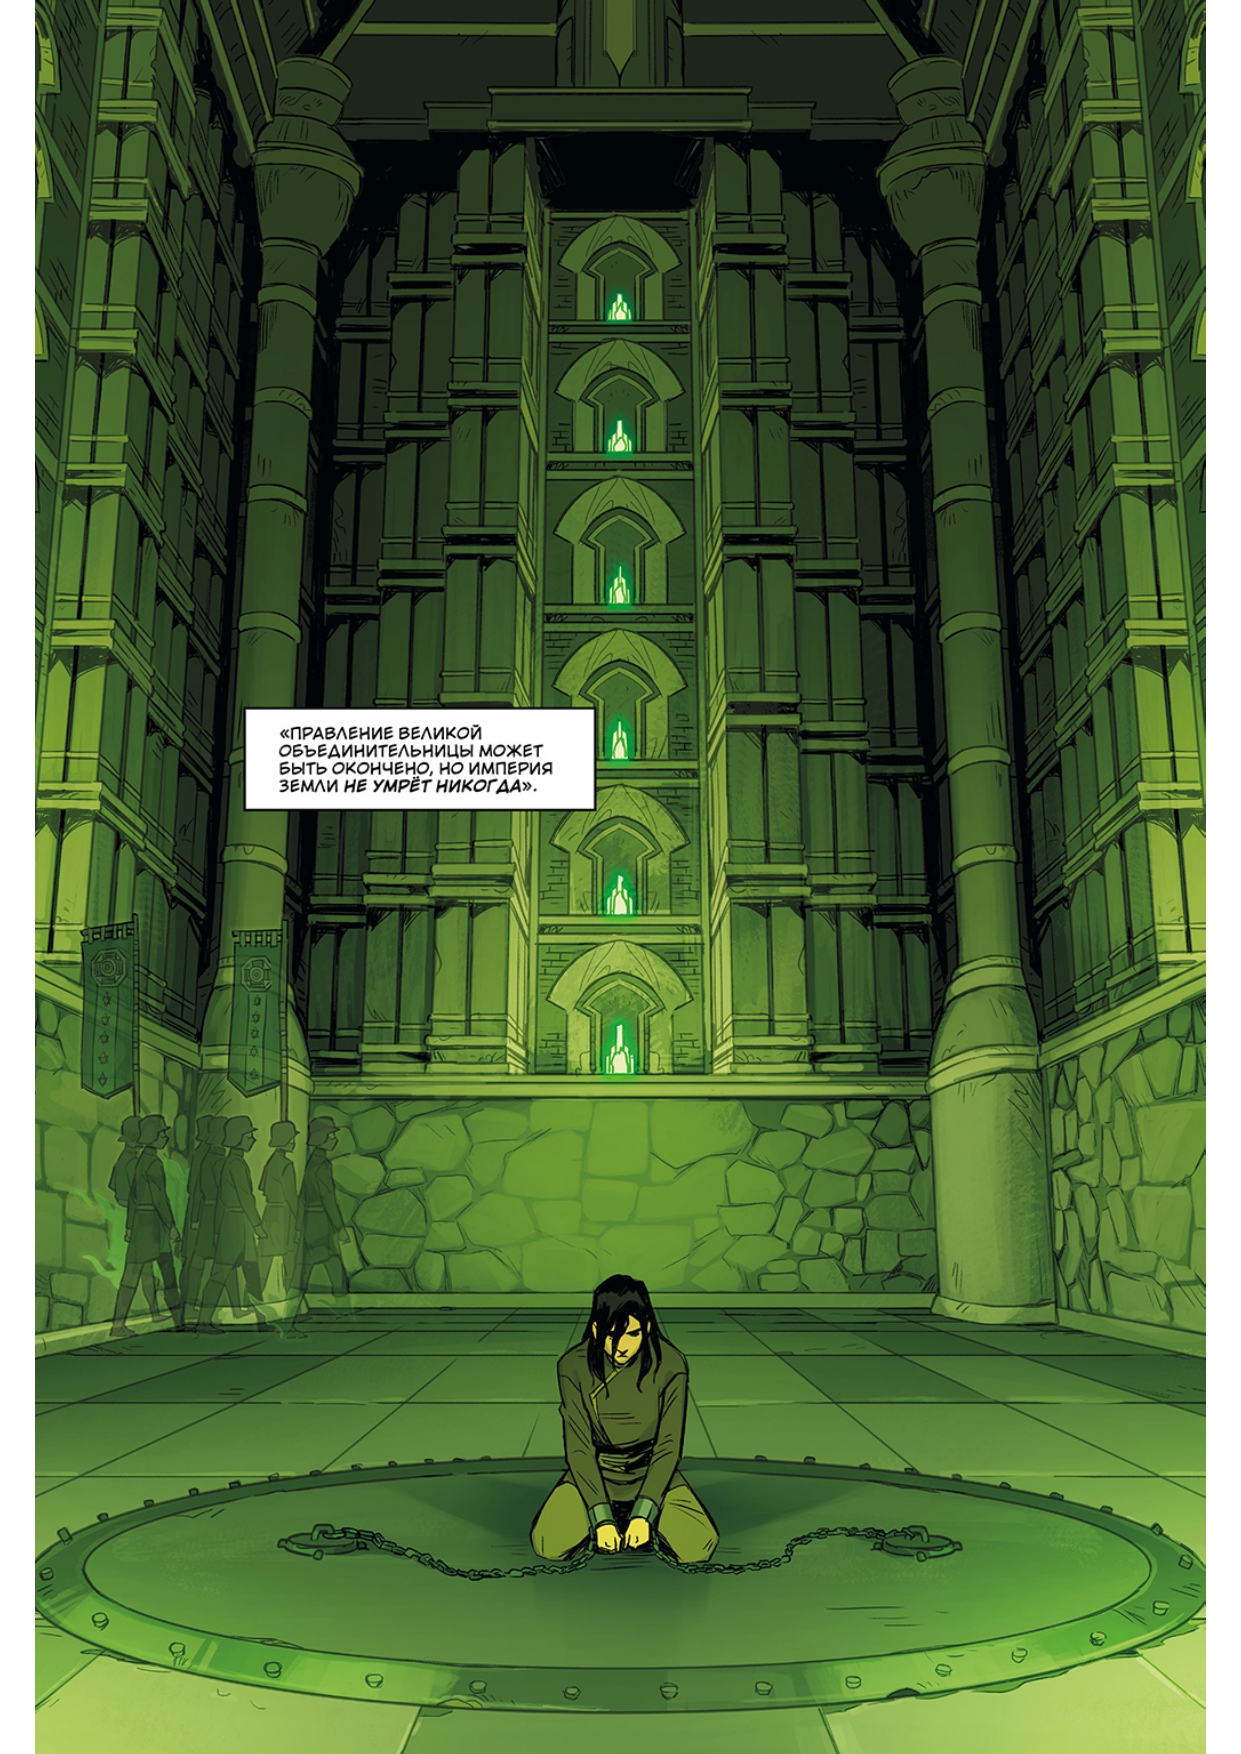 «ПРАВЛЕНИЕ ВЕЛИКОЙ
ОБЪЕДИНИТЕЛЬНИЦЫ МОЖЕТ
БЫТЬ ОКОНЧЕНО, НО ИМПЕРИЯ
ЗЕМЛИ НЕ УМРЁТ НИКОГДА».